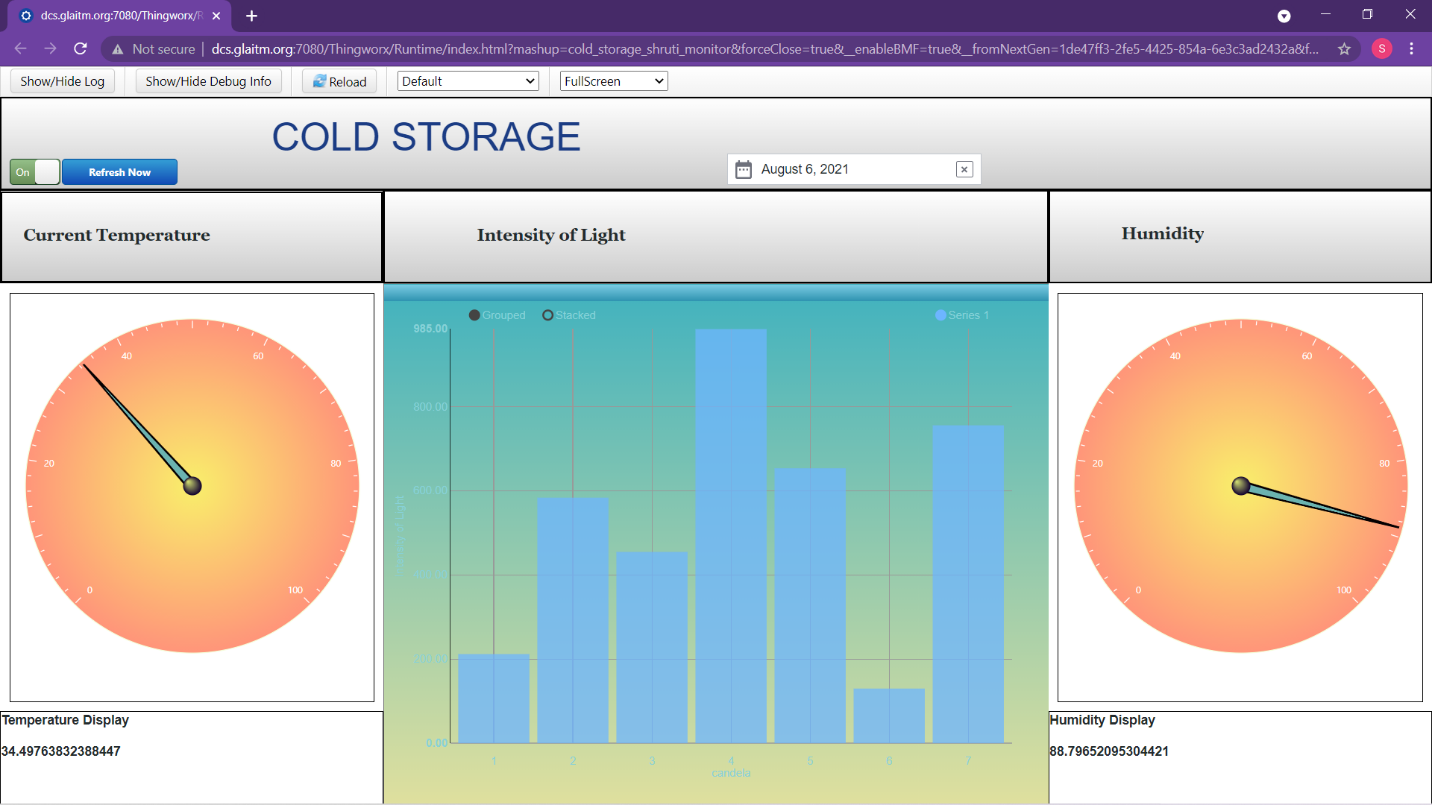 dcs.glaitm.org:7080/Thingworx/R
Not secure | dcs.glaitm.org:7080/Thingworx/Runtime/index.html?mashup=cold_storage_shruti_monitor&forceClose=true&__enableBMF=true&__fromNextGen=1de47ff3-2fe5-4425-854a-6e3c3ad2432a&f...
S
Show/Hide Log Show/Hide Debug Info Reload Default FullScreen
COLD STORAGE
On Refresh Now
August 6, 2021
Current Temperature
Intensity of Light
Humidity
0
20
40
60
80
100
Temperature Display
34.49763832388447
Grouped Stacked Series 1
985.00
800.00
600.00
400.00
200.00
0.00
Intensity of Light
1 2 3 4 5 6 7
candela
0
20
40
60
80
100
Humidity Display
88.79652095304421